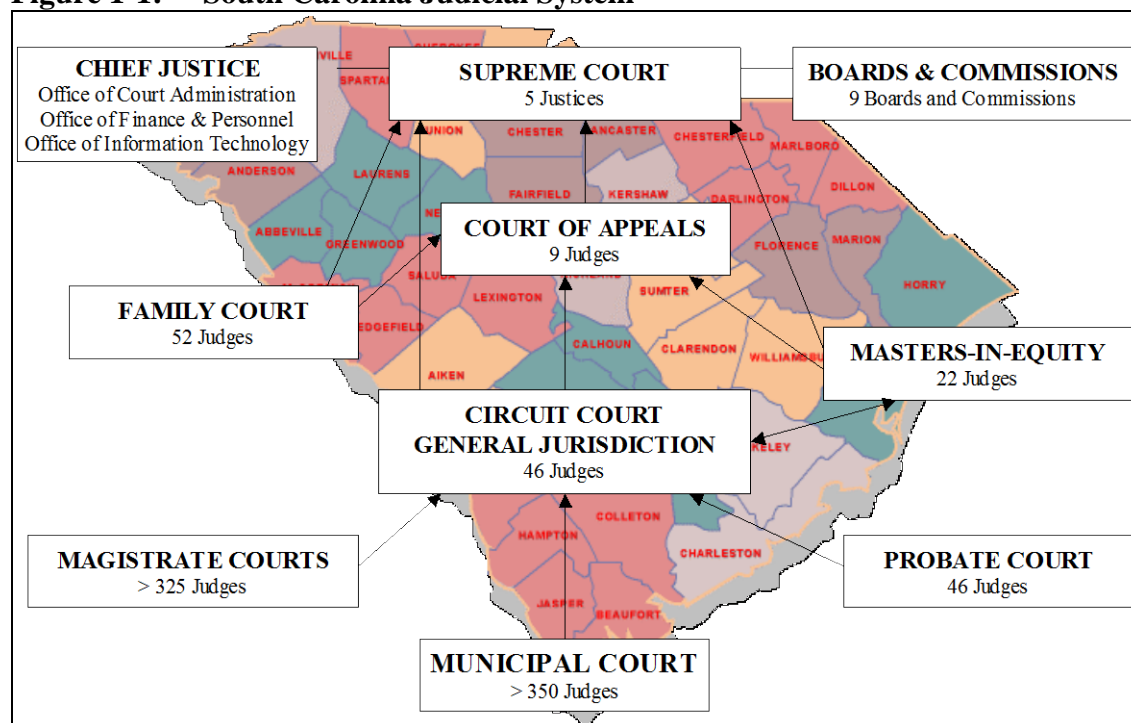 Figure 1-1. South Carolina Judicial System
CHIEF JUSTICE
Office of Court Administration
Office of Finance & Personnel
Office of Information Technology
SUPREME COURT
5 Justices
BOARDS & COMMISSIONS
9 Boards and Commissions
UNION
CHESTER
CHESTERFIELD
MARLBORO
ANDERSON
LAURENS
FAIRFIELD
KERSHAW
DARLINGTON
DILLON
ABBEVILLE
GREENWOOD
COURT OF APPEALS
9 Judges
FLORENCE
MARION
HORRY
SALUDA
LEXINGTON
SUMTER
FAMILY COURT
52 Judges
CALHOUN
CLARENDON
AIKEN
MASTERS-IN-EQUITY
22 Judges
CIRCUIT COURT
GENERAL JURISDICTION
46 Judges
COLLETON
HAMPTON
CHARLESTON
MAGISTRATE COURTS
> 325 Judges
PROBATE COURT
46 Judges
JASPER
BEAUFORT
MUNICIPAL COURT
> 350 Judges